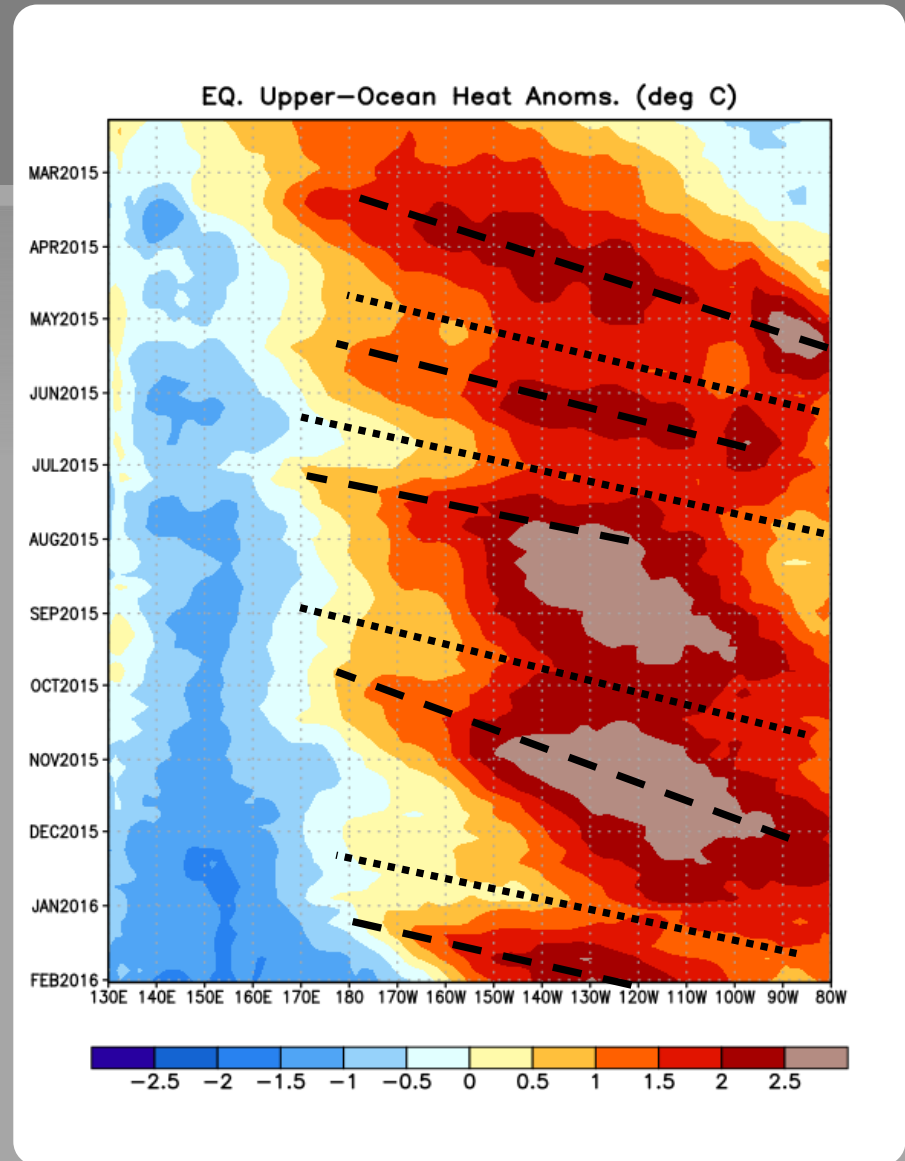 EQ. Upper-Ocean Heat Anoms. (deg C)
MAR2015
APR2015
MAY2015
JUN2015
JUL2015
AUG2015
SEP2015
OCT2015
NOV2015
DEC2015
JAN2016
FEB2016
130E 140E 150E 160E 170E 180 170W 160W 150W 140W 130W 120W 110W 100W 90W 80W
-2.5 -2 -1.5 -1 -0.5 0 0.5 1 1.5 2 2.5